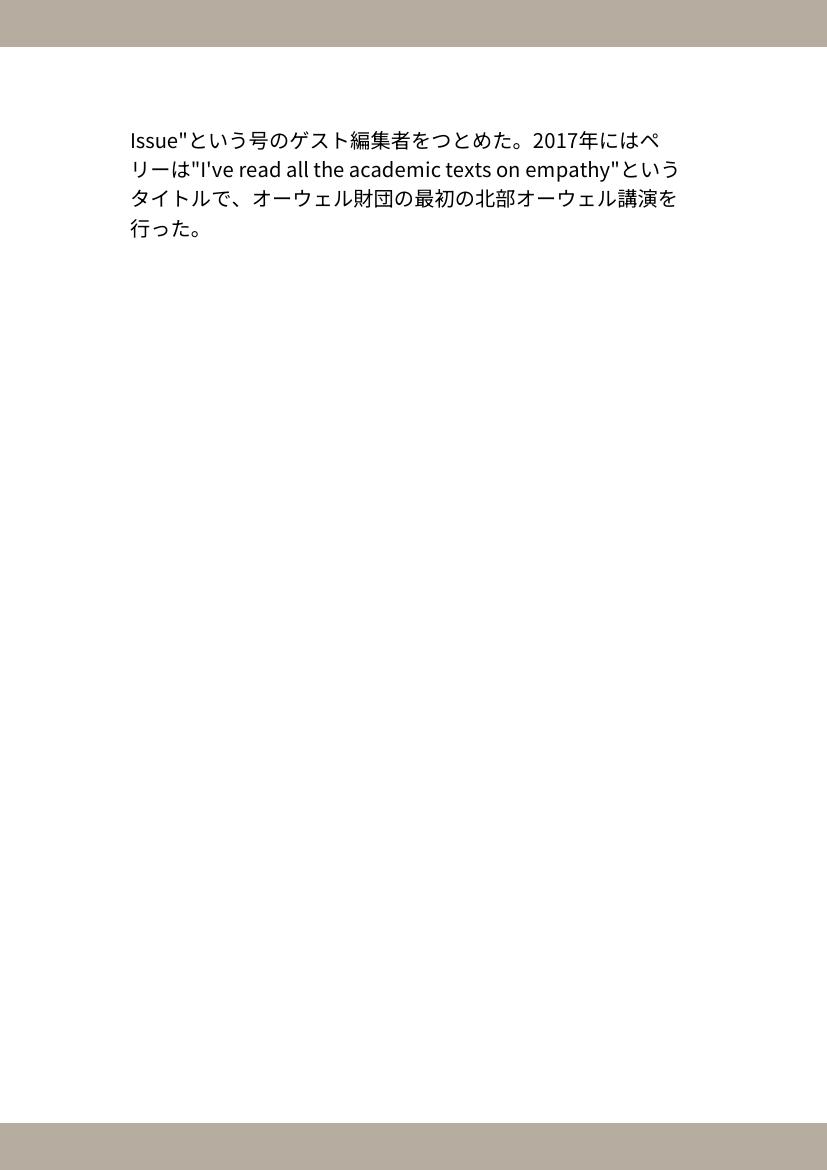 Issue"という号のゲスト編集者をつとめた。2017年にはペ
リーは"I've read all the academic texts on empathy"という
タイトルで、オーウェル財団の最初の北部オーウェル講演を
行った。